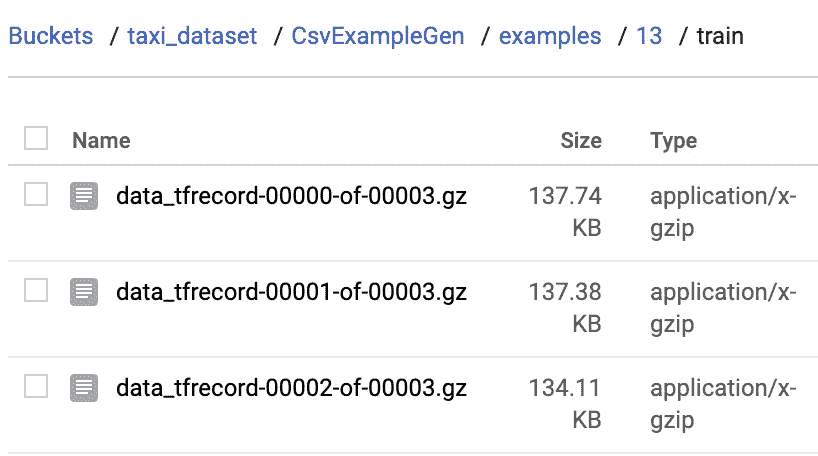 Buckets / taxi_dataset / CsvExampleGen / examples / 13 / train
Name Size Type
data_tfrecord-00000-of-00003.gz 137.74 application/x-
KB gzip
data_tfrecord-00001-of-00003.gz 137.38 application/x-
KB gzip
data_tfrecord-00002-of-00003.gz 134.11 application/x-
KB gzip